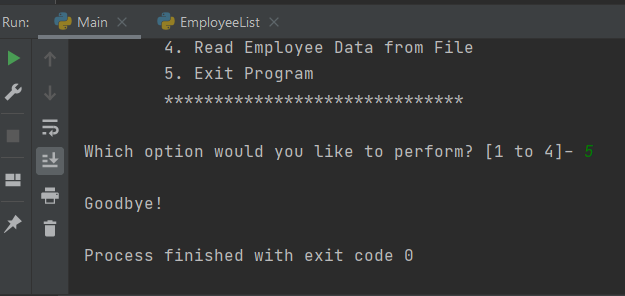 Run: Main × EmployeeList ×
4. Read Employee Data from File
5. Exit Program
******************************
Which option would you like to perform? [1 to 4]- 5
Goodbye!
Process finished with exit code 0